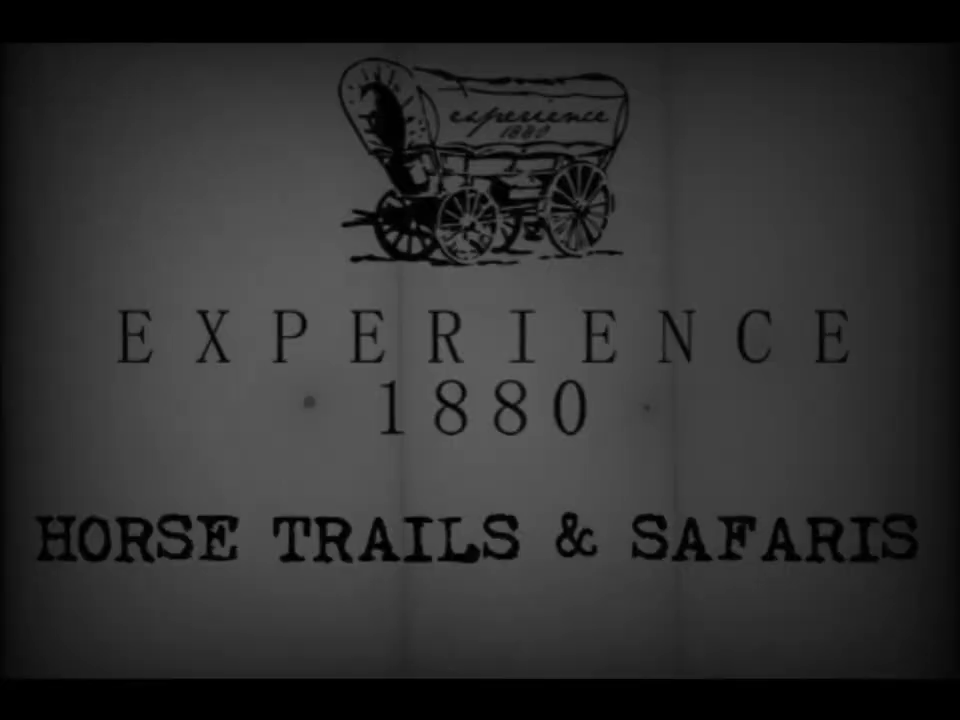 experience
1880
EXPERIENCE
1880
HORSE TRAILS & SAFARIS